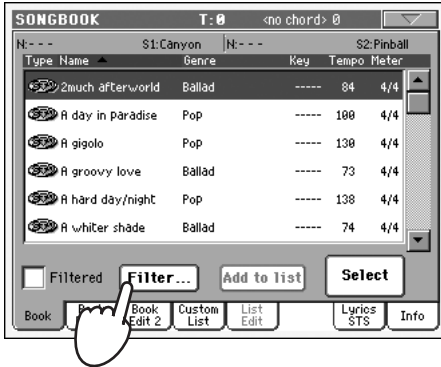 SONGBOOK T:0 <no chord> 0
N:--- S1:Canyon N:--- S2:Pinball
Type Name Genre Key Tempo Meter
2much afterworld Ballad ----- 84 4/4
A day in paradise Pop ----- 100 4/4
A gigolo Pop ----- 130 4/4
A groovy love Ballad ----- 73 4/4
A hard day/night Pop ----- 138 4/4
A whiter shade Ballad ----- 74 4/4
Filtered Filter... Add to list Select
Book Book Edit 2 Custom List List Edit Lyrics STS Info